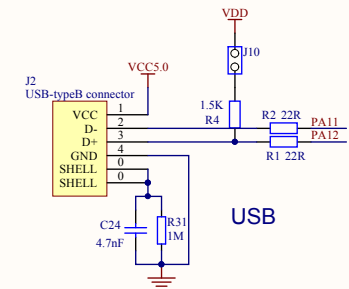 VDD
J10
VCC5.0
J2
USB-typeB connector
VCC 1
D- 2
D+ 3
GND 4
SHELL 0
SHELL 0
1.5K
R4
R2 22R
PA11
PA12
R1 22R
C24
4.7nF
R31
1M
USB